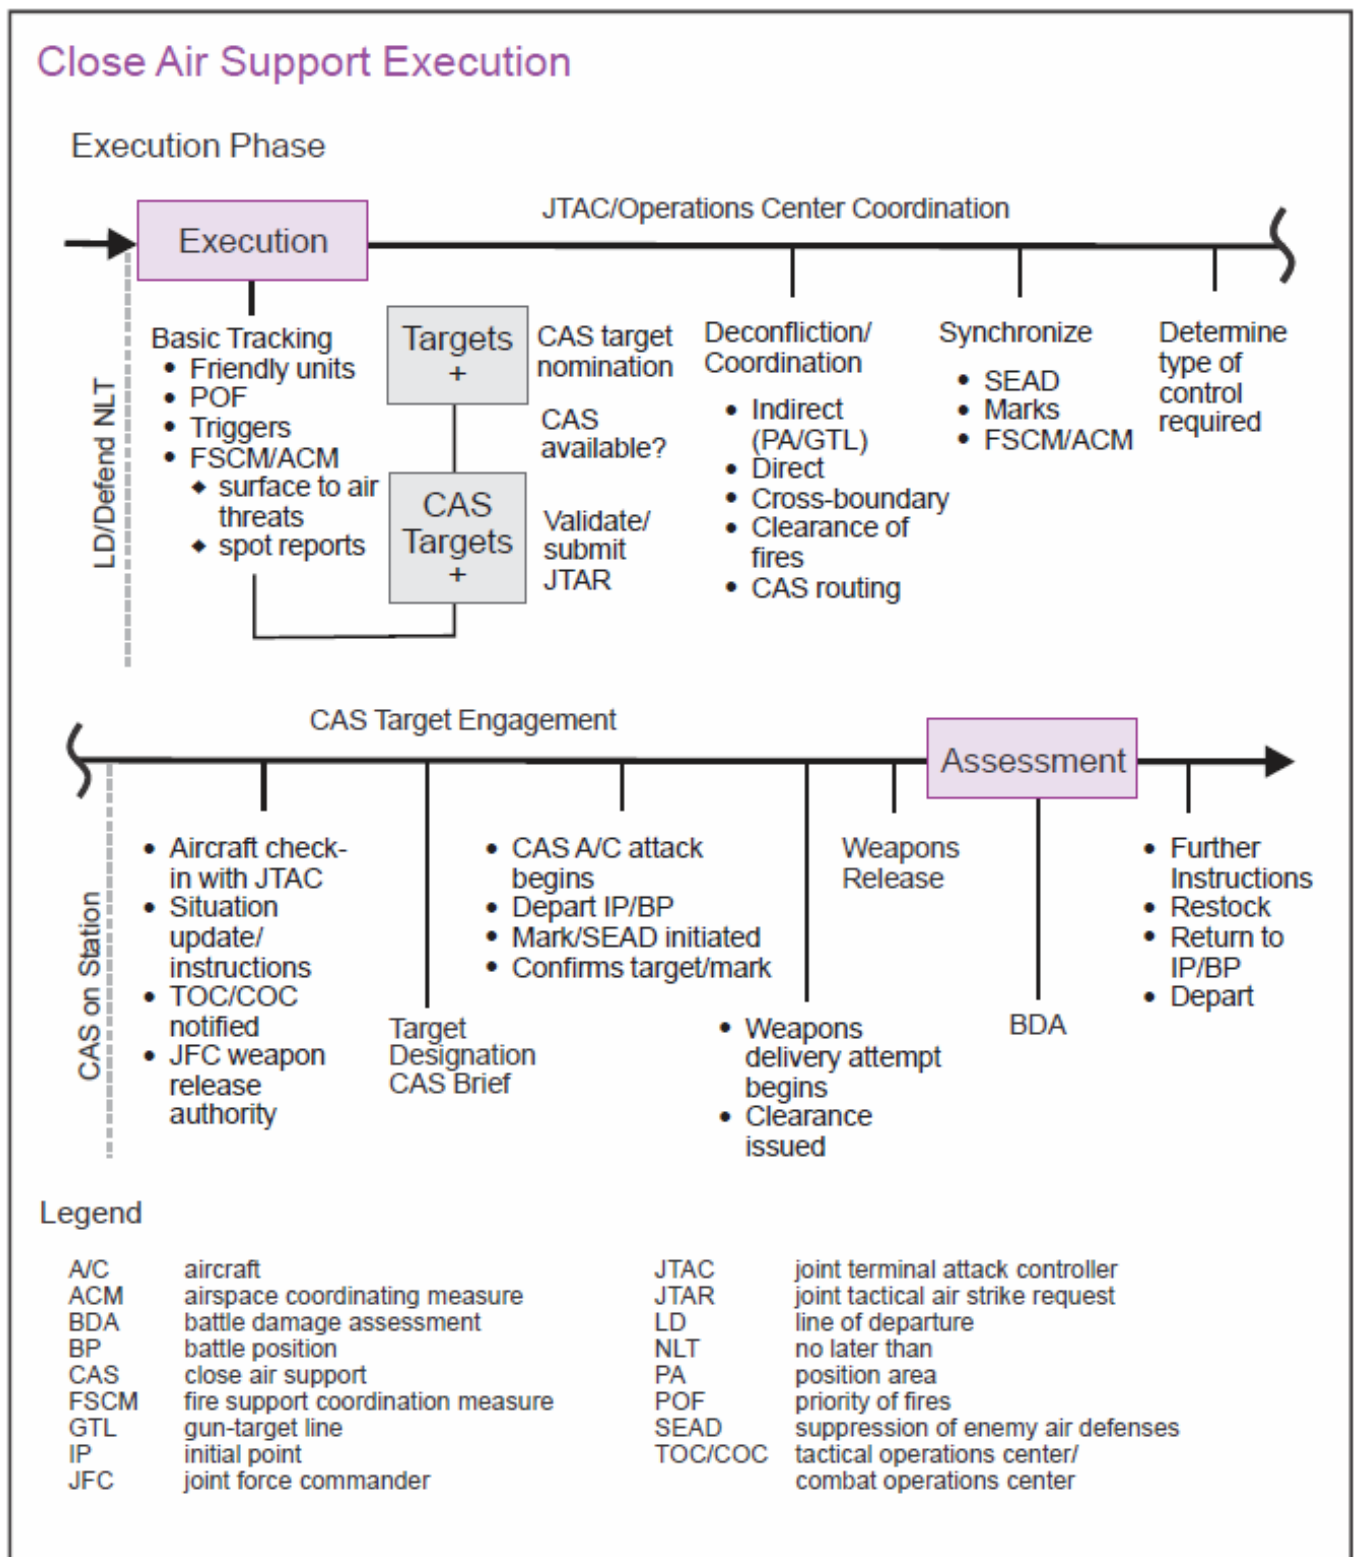 Close Air Support Execution
Execution Phase
JTAC/Operations Center Coordination
Execution
LD/Defend NLT
Basic Tracking
• Friendly units
• POF
• Triggers
• FSCM/ACM
◆ surface to air
threats
◆ spot reports
Targets
+
CAS
Targets
+
CAS target
nomination
CAS
available?
Validate/
submit
JTAR
Deconfliction/
Coordination
• Indirect
(PA/GTL)
• Direct
• Cross-boundary
• Clearance of
fires
• CAS routing
Synchronize
• SEAD
• Marks
• FSCM/ACM
Determine
type of
control
required
CAS Target Engagement
Assessment
CAS on Station
• Aircraft check-
in with JTAC
• Situation
update/
instructions
• TOC/COC
notified
• JFC weapon
release
authority
Target
Designation
CAS Brief
• CAS A/C attack
begins
• Depart IP/BP
• Mark/SEAD initiated
• Confirms target/mark
• Weapons
delivery attempt
begins
• Clearance
issued
Weapons
Release
BDA
• Further
Instructions
• Restock
• Return to
IP/BP
• Depart
Legend
A/C aircraft
ACM airspace coordinating measure
BDA battle damage assessment
BP battle position
CAS close air support
FSCM fire support coordination measure
GTL gun-target line
IP initial point
JFC joint force commander
JTAC joint terminal attack controller
JTAR joint tactical air strike request
LD line of departure
NLT no later than
PA position area
POF priority of fires
SEAD suppression of enemy air defenses
TOC/COC tactical operations center/
combat operations center